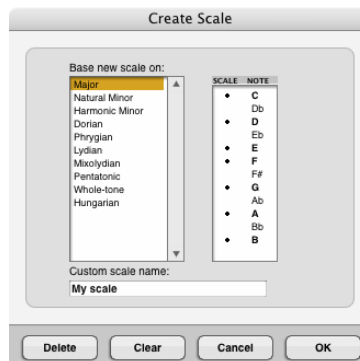 Create Scale
Base new scale on:
Major
Natural Minor
Harmonic Minor
Dorian
Phrygian
Lydian
Mixolydian
Pentatonic
Whole-tone
Hungarian
SCALE NOTE
C
Db
D
Eb
E
F
F#
G
Ab
A
Bb
B
Custom scale name:
My scale
Delete Clear Cancel OK